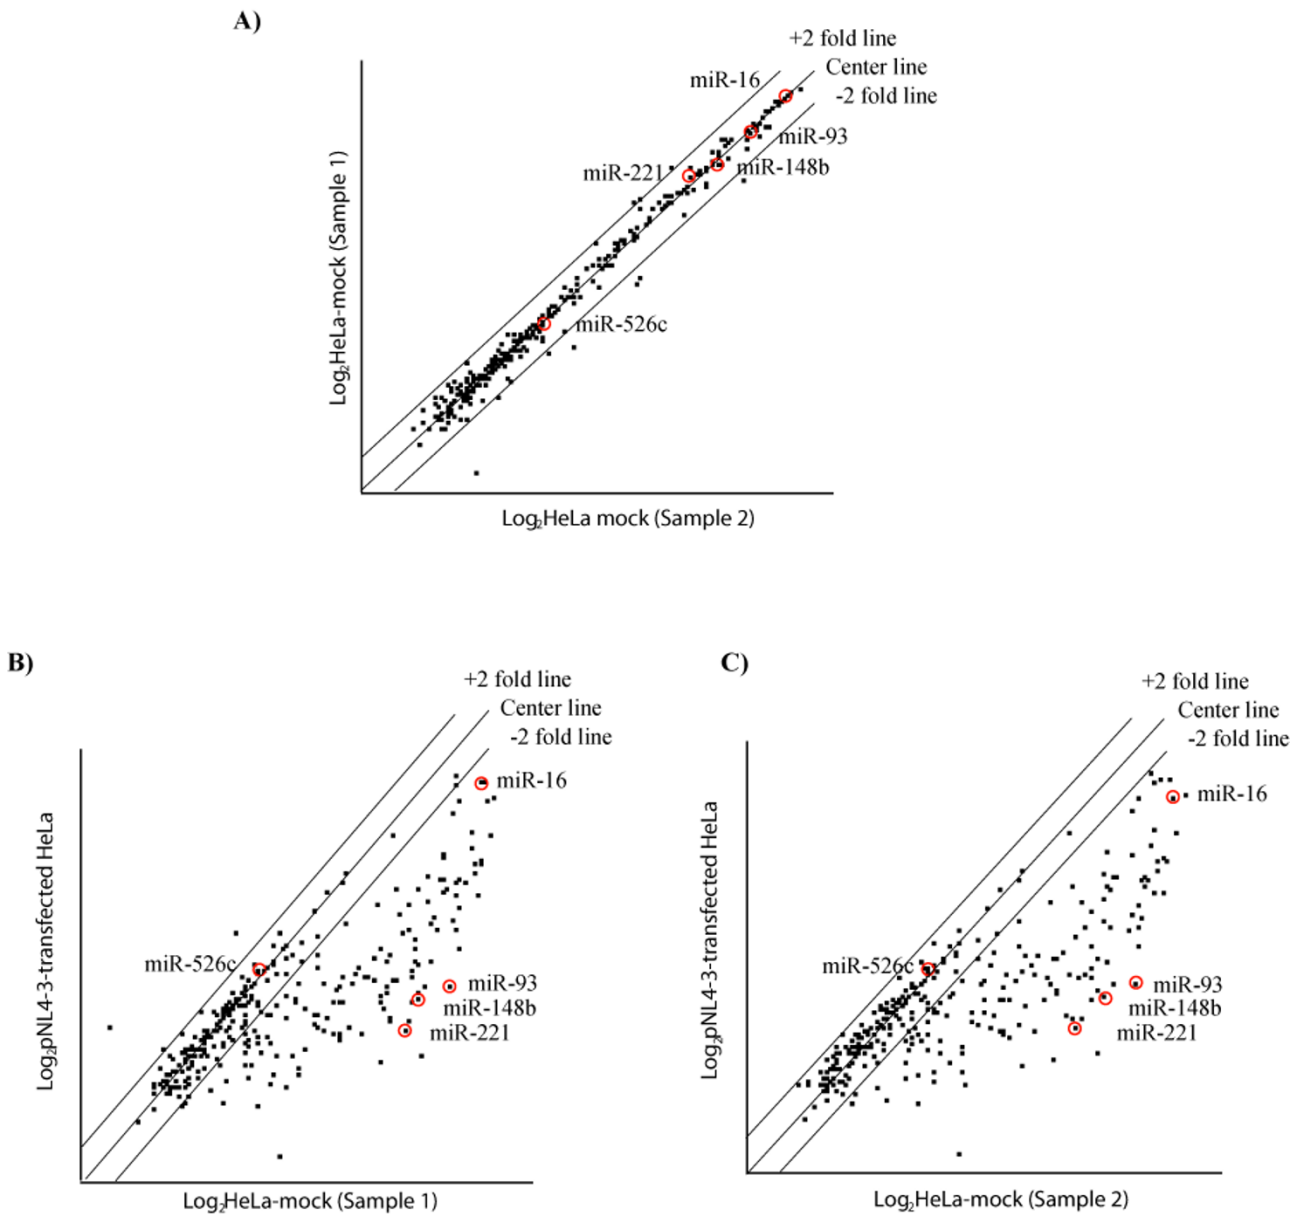 A)
+2 fold line
Center line
-2 fold line
miR-16
miR-93
miR-148b
miR-221
miR-526c
Log₂HeLa-mock (Sample 1)
Log₂HeLa mock (Sample 2)
B)
+2 fold line
Center line
-2 fold line
miR-16
miR-526c
miR-93
miR-148b
miR-221
Log₂pNL4-3-transfected HeLa
Log₂HeLa-mock (Sample 1)
C)
+2 fold line
Center line
-2 fold line
miR-16
miR-526c
miR-93
miR-148b
miR-221
Log₂pNL4-3-transfected HeLa
Log₂HeLa-mock (Sample 2)